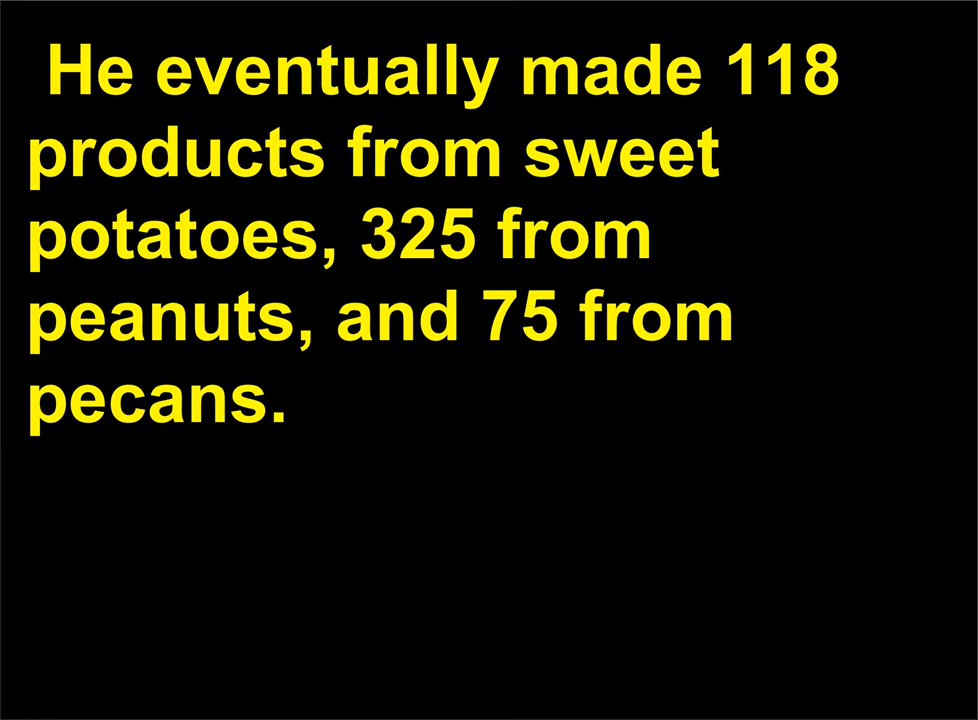 He eventually made 118
products from sweet
potatoes, 325 from
peanuts, and 75 from
pecans.